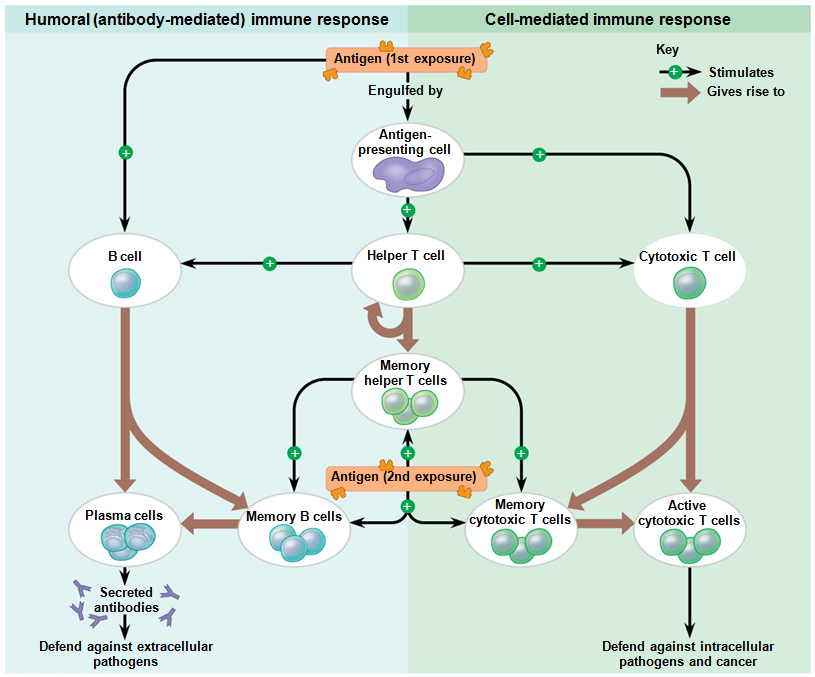 Humoral (antibody-mediated) immune response
Cell-mediated immune response
Antigen (1st exposure)
Key
Stimulates
Gives rise to
Engulfed by
Antigen-
presenting cell
B cell
Helper T cell
Cytotoxic T cell
Memory
helper T cells
Antigen (2nd exposure)
Plasma cells
Memory B cells
Memory
cytotoxic T cells
Active
cytotoxic T cells
Secreted
antibodies
Defend against extracellular
pathogens
Defend against intracellular
pathogens and cancer